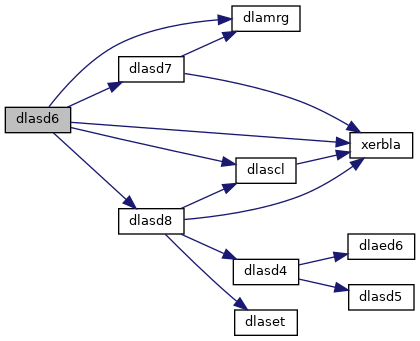 dlamrg
dlasd7
dlasd6
xerbla
dlascl
dlasd8
dlaed6
dlasd4
dlasd5
dlaset